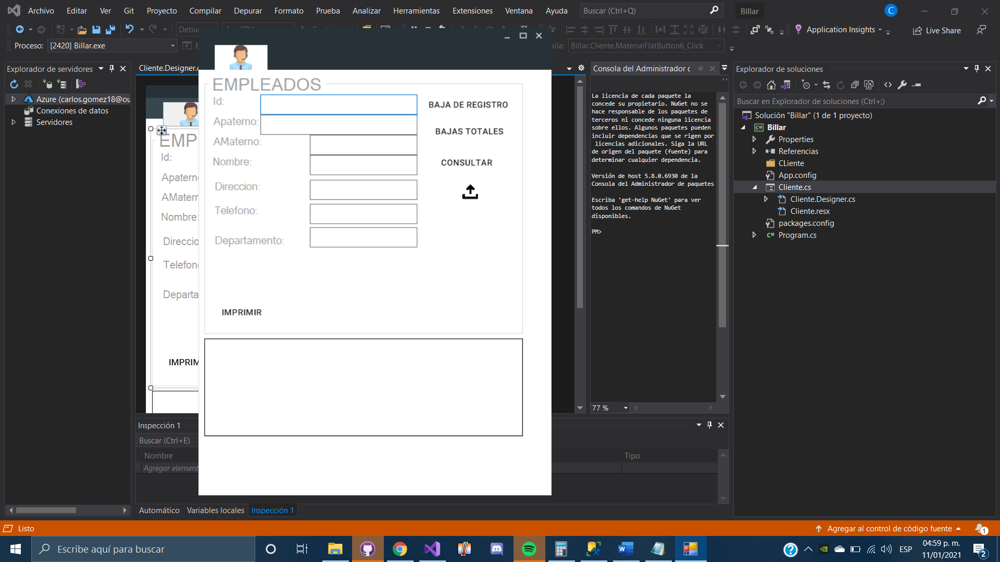 Archivo Editar Ver Git Proyecto Compilar Depurar Formato Prueba Analizar Herramientas Extensiones Ventana Ayuda Buscar (Ctrl+Q) Billar C
Application Insights Live Share
Proceso: [2420] Billar.exe Billar.Cliente.MaterialFlatButton6_Click
Explorador de servidores
Azure (carlos.gomez18@ou
Conexiones de datos
Servidores
Cliente.Designer.c
EMP
Id:
Apatern
AMatern
Nombre:
Direccio
Telefono
Departa
IMPRIM
EMPLEADOS
Id:
Apaterno:
AMaterno:
Nombre:
Direccion:
Telefono:
Departamento:
BAJA DE REGISTRO
BAJAS TOTALES
CONSULTAR
IMPRIMIR
Consola del Administrador c
La licencia de cada paquete la
concede su propietario. NuGet no se
hace responsable de los paquetes de
terceros ni concede ninguna licencia
sobre ellos. Algunos paquetes pueden
incluir dependencias que se rigen por
licencias adicionales. Siga la URL
de origen del paquete (fuente) para
determinar cualquier dependencia.
Versión de host 5.8.0.6930 de la
Consola del Administrador de paquetes
Escriba 'get-help NuGet' para ver
todos los comandos de NuGet
disponibles.
PM>
77 %
Explorador de soluciones
Buscar en Explorador de soluciones (Ctrl+;)
Solución "Billar" (1 de 1 proyecto)
Billar
Properties
Referencias
CLiente
App.config
Cliente.cs
Cliente.Designer.cs
Cliente.resx
packages.config
Program.cs
Inspección 1
Buscar (Ctrl+E)
Nombre Tipo
Agregar element
Automático Variables locales Inspección 1
Listo Agregar al control de código fuente 1
Escribe aquí para buscar ESP 04:59 p. m.
11/01/2021 2